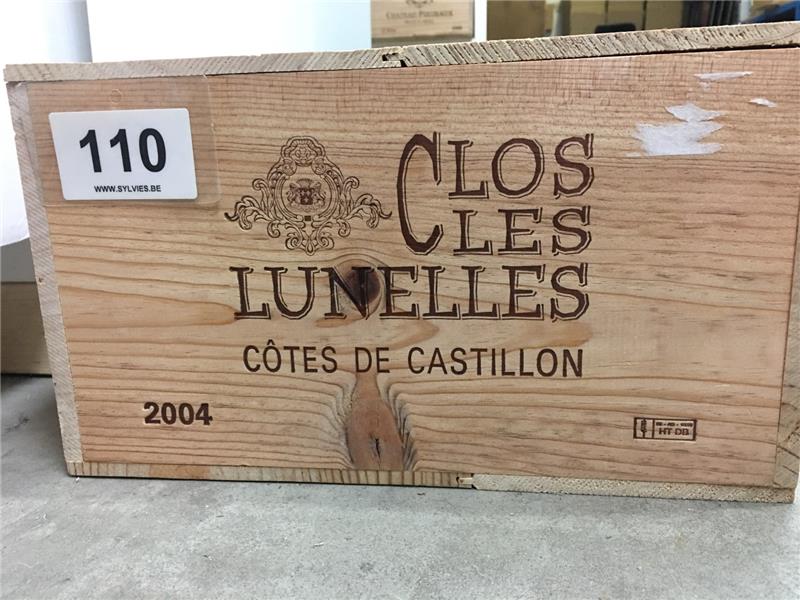 110
WWW.SYLVIES.BE
CLOS
LES
LUNELLES
CÔTES DE CASTILLON
2004
HT DB